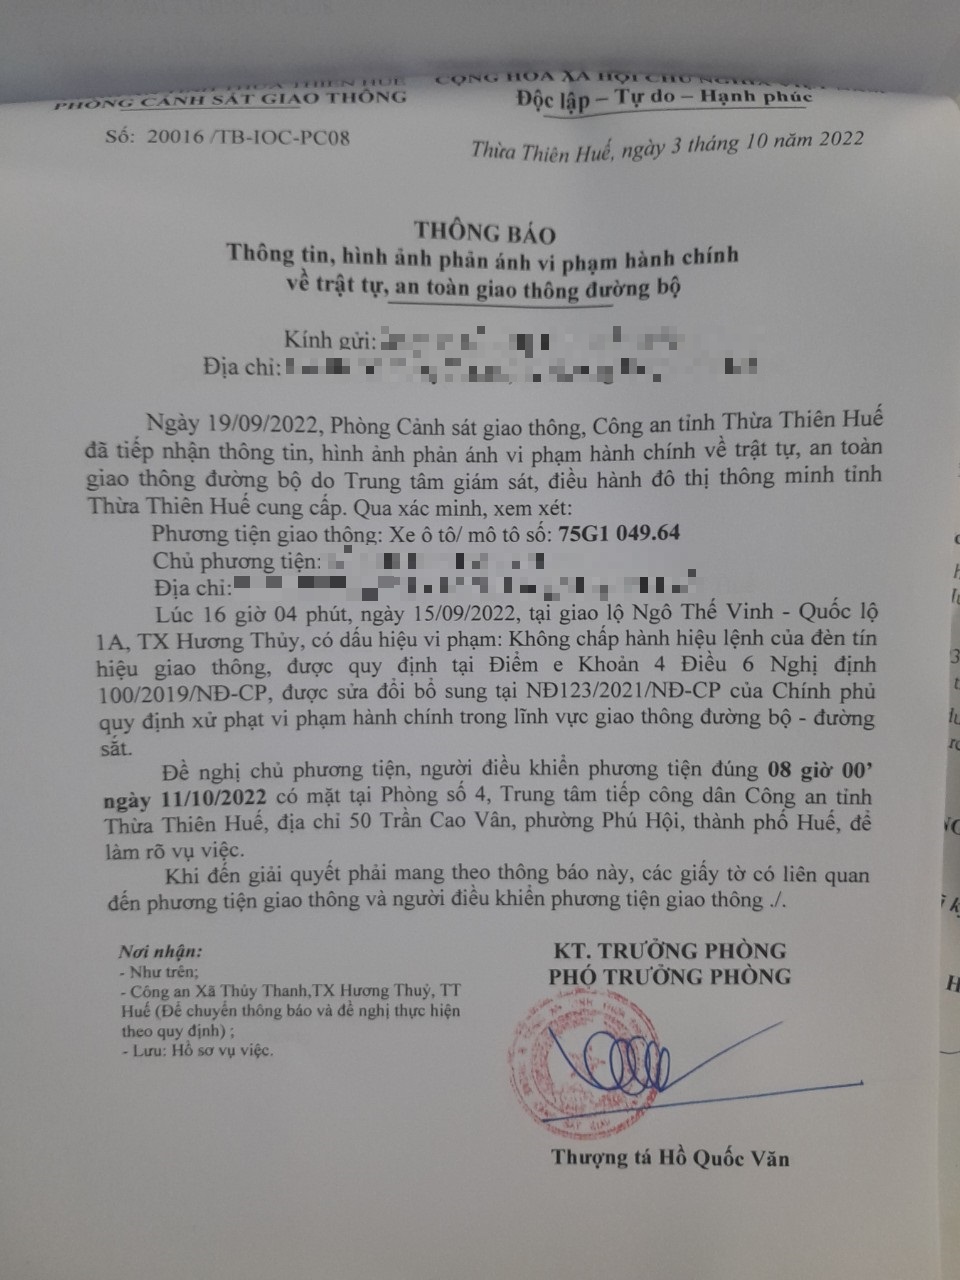 PHÒNG CẢNH SÁT GIAO THÔNG
CỘNG HÒA XÃ HỘI CHỦ NGHĨA
Độc lập – Tự do – Hạnh phúc
Số: 20016 /TB-IOC-PC08
Thừa Thiên Huế, ngày 3 tháng 10 năm 2022
THÔNG BÁO
Thông tin, hình ảnh phản ánh vi phạm hành chính
về trật tự, an toàn giao thông đường bộ
Kính gửi:
Địa chỉ:
Ngày 19/09/2022, Phòng Cảnh sát giao thông, Công an tỉnh Thừa Thiên Huế
đã tiếp nhận thông tin, hình ảnh phản ánh vi phạm hành chính về trật tự, an toàn
giao thông đường bộ do Trung tâm giám sát, điều hành đô thị thông minh tỉnh
Thừa Thiên Huế cung cấp. Qua xác minh, xem xét:
Phương tiện giao thông: Xe ô tô/ mô tô số: 75G1 049.64
Chủ phương tiện:
Địa chỉ:
Lúc 16 giờ 04 phút, ngày 15/09/2022, tại giao lộ Ngô Thế Vinh - Quốc lộ
1A, TX Hương Thủy, có dấu hiệu vi phạm: Không chấp hành hiệu lệnh của đèn tín
hiệu giao thông, được quy định tại Điểm e Khoản 4 Điều 6 Nghị định
100/2019/NĐ-CP, được sửa đổi bổ sung tại NĐ123/2021/NĐ-CP của Chính phủ
quy định xử phạt vi phạm hành chính trong lĩnh vực giao thông đường bộ - đường
sắt.
Đề nghị chủ phương tiện, người điều khiển phương tiện đúng 08 giờ 00’
ngày 11/10/2022 có mặt tại Phòng số 4, Trung tâm tiếp công dân Công an tỉnh
Thừa Thiên Huế, địa chỉ 50 Trần Cao Vân, phường Phú Hội, thành phố Huế, để
làm rõ vụ việc.
Khi đến giải quyết phải mang theo thông báo này, các giấy tờ có liên quan
đến phương tiện giao thông và người điều khiển phương tiện giao thông ./.
Nơi nhận:
- Như trên;
- Công an Xã Thủy Thanh,TX Hương Thuỷ, TT
Huế (Để chuyển thông báo và đề nghị thực hiện
theo quy định) ;
- Lưu: Hồ sơ vụ việc.
KT. TRƯỞNG PHÒNG
PHÓ TRƯỞNG PHÒNG
Thượng tá Hồ Quốc Văn